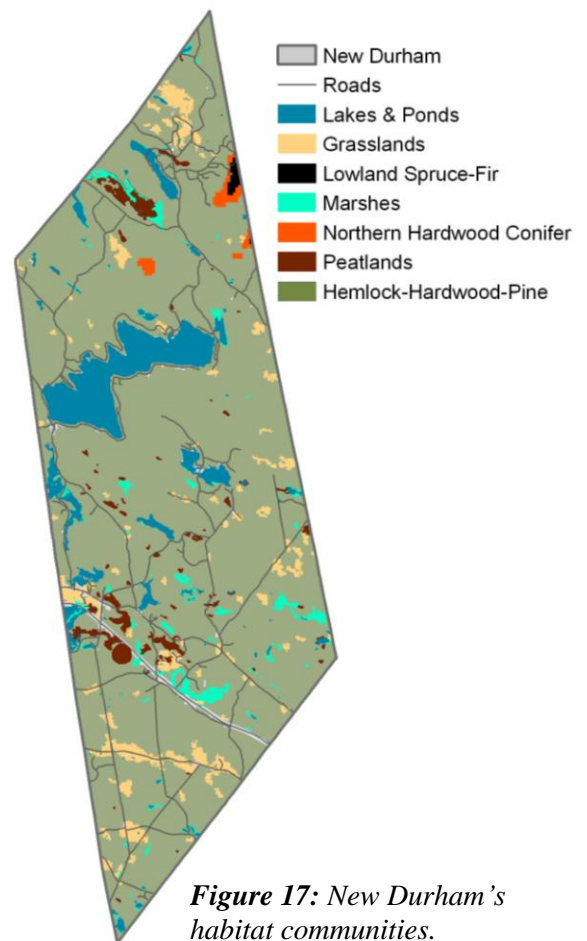 New Durham
Roads
Lakes & Ponds
Grasslands
Lowland Spruce-Fir
Marshes
Northern Hardwood Conifer
Peatlands
Hemlock-Hardwood-Pine
Figure 17: New Durham's
habitat communities.